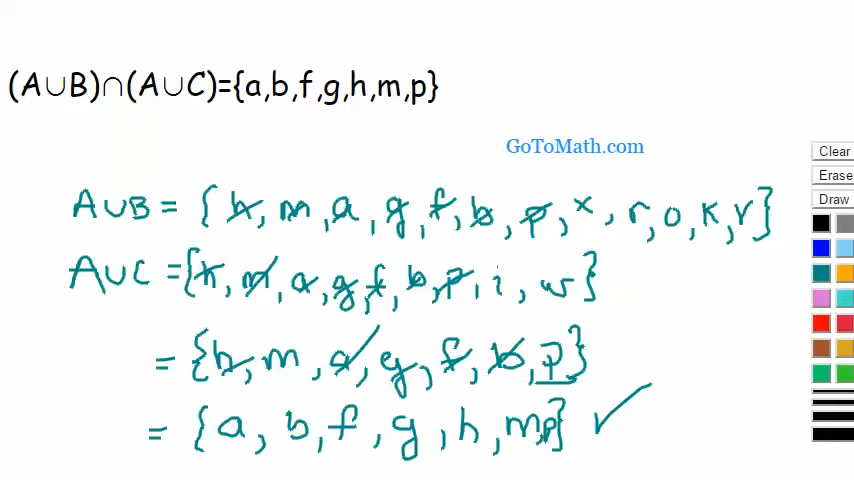 (A∪B)∩(A∪C)={a,b,f,g,h,m,p}
GoToMath.com
Clear
Erase
Draw
A∪B = {h, m, a, g, f, b, p, x, r, o, k, v}
A∪C = {h, m, a, g, f, b, p, i, w}
= {h, m, a, g, f, b, p}
= {a, b, f, g, h, m, p} ✓